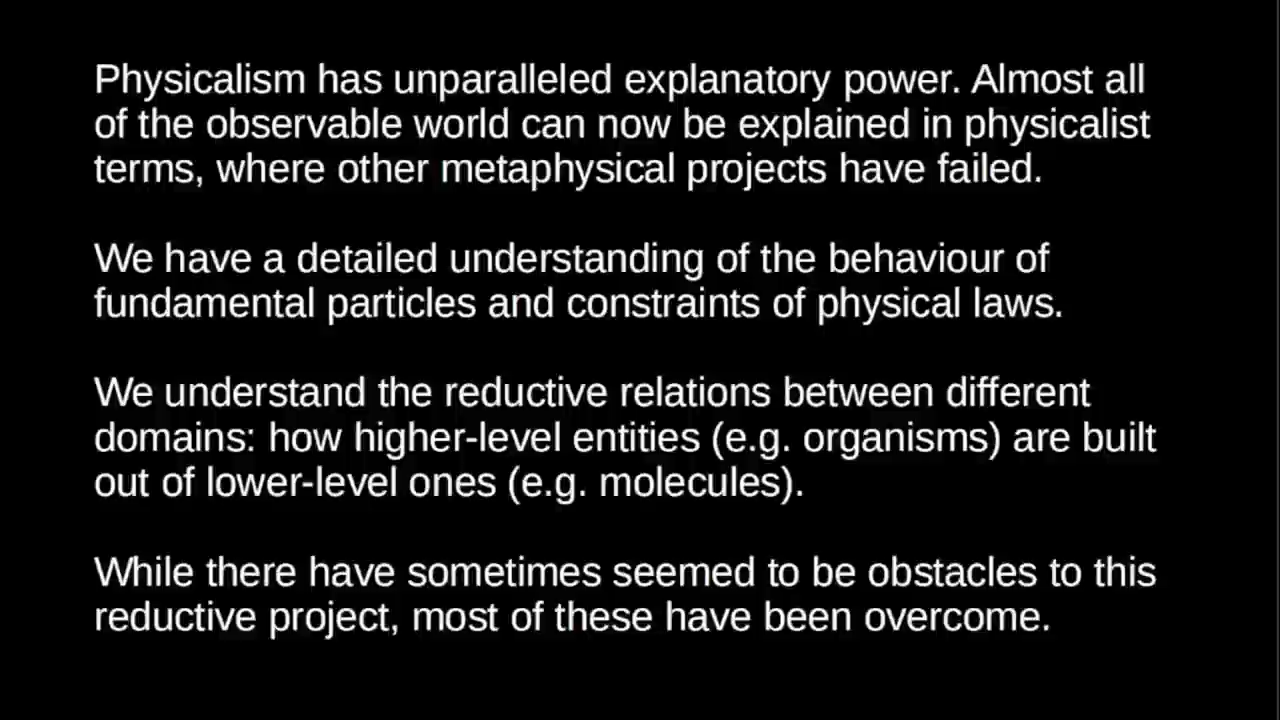 Physicalism has unparalleled explanatory power. Almost all
of the observable world can now be explained in physicalist
terms, where other metaphysical projects have failed.
We have a detailed understanding of the behaviour of
fundamental particles and constraints of physical laws.
We understand the reductive relations between different
domains: how higher-level entities (e.g. organisms) are built
out of lower-level ones (e.g. molecules).
While there have sometimes seemed to be obstacles to this
reductive project, most of these have been overcome.